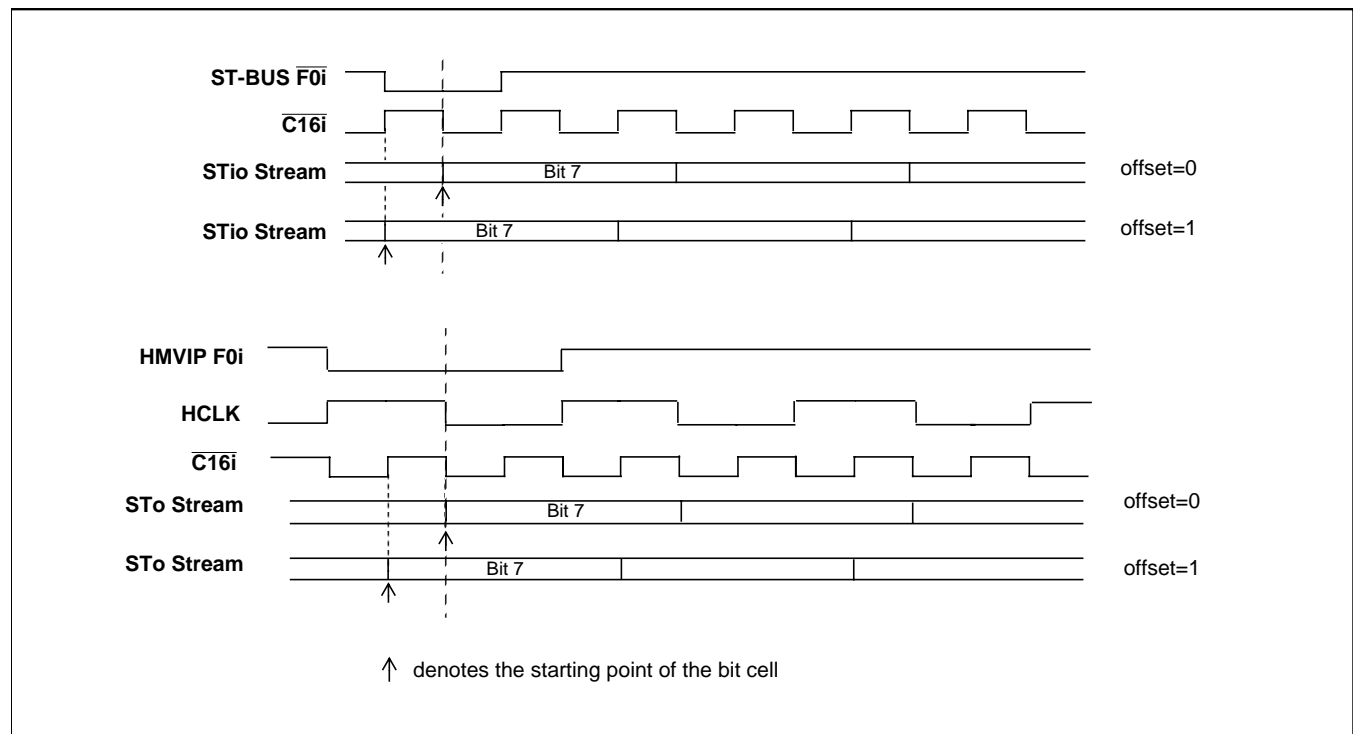 ST-BUS F0i
C16i
STio Stream Bit 7 offset=0
STio Stream Bit 7 offset=1
HMVIP F0i
HCLK
C16i
STo Stream Bit 7 offset=0
STo Stream Bit 7 offset=1
denotes the starting point of the bit cell